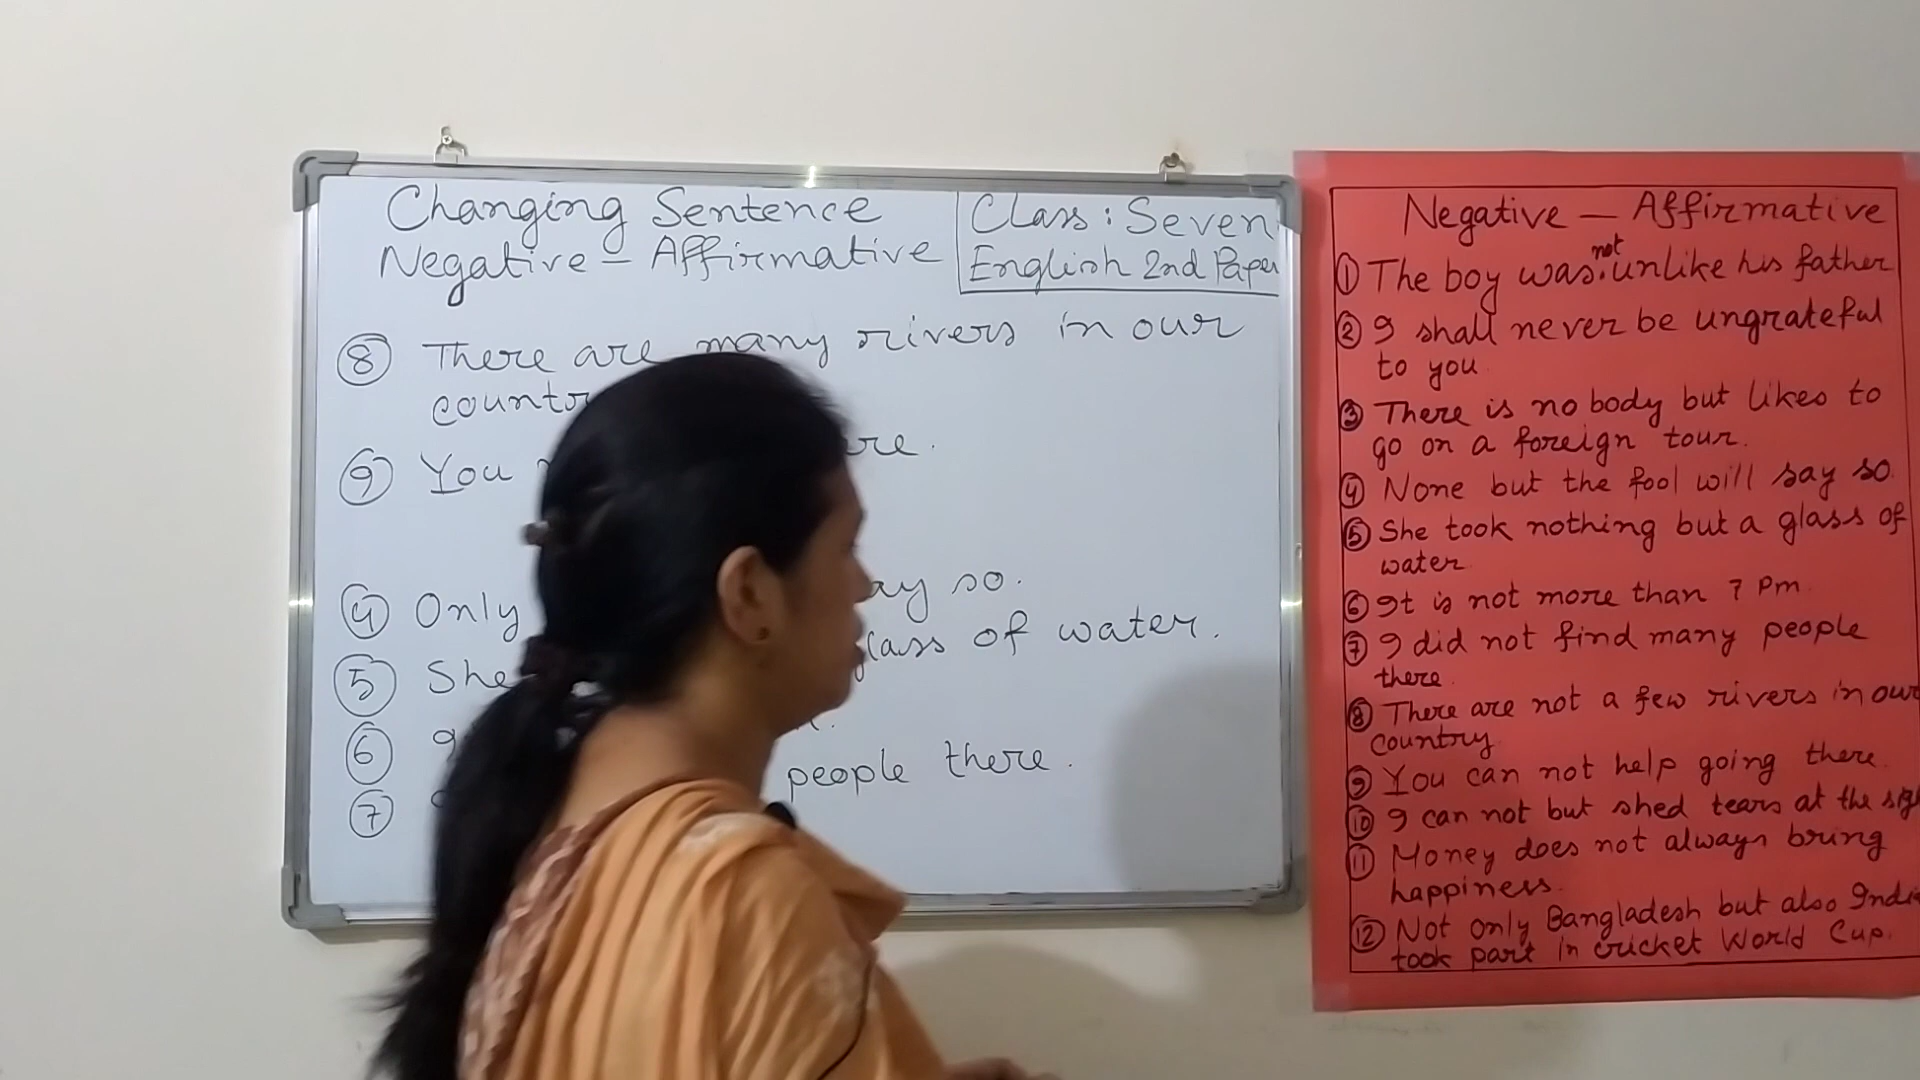 Changing Sentence
Negative - Affirmative
Class: Seven
English 2nd Paper
⑧ There are many rivers in our
⑨ You
④ Only so.
⑤ She of water.
⑥
⑦ people there.
Negative - Affirmative
① The boy was not unlike his father
② I shall never be ungrateful
to you
③ There is no body but likes to
go on a foreign tour.
④ None but the fool will say so.
⑤ She took nothing but a glass of
water.
⑥ It is not more than 7 Pm.
⑦ I did not find many people
there.
⑧ There are not a few rivers in our
country.
⑨ You can not help going there.
⑩ I can not but shed tears at the
⑪ Money does not always bring
happiness.
⑫ Not only Bangladesh but also
took part in cricket World Cup.